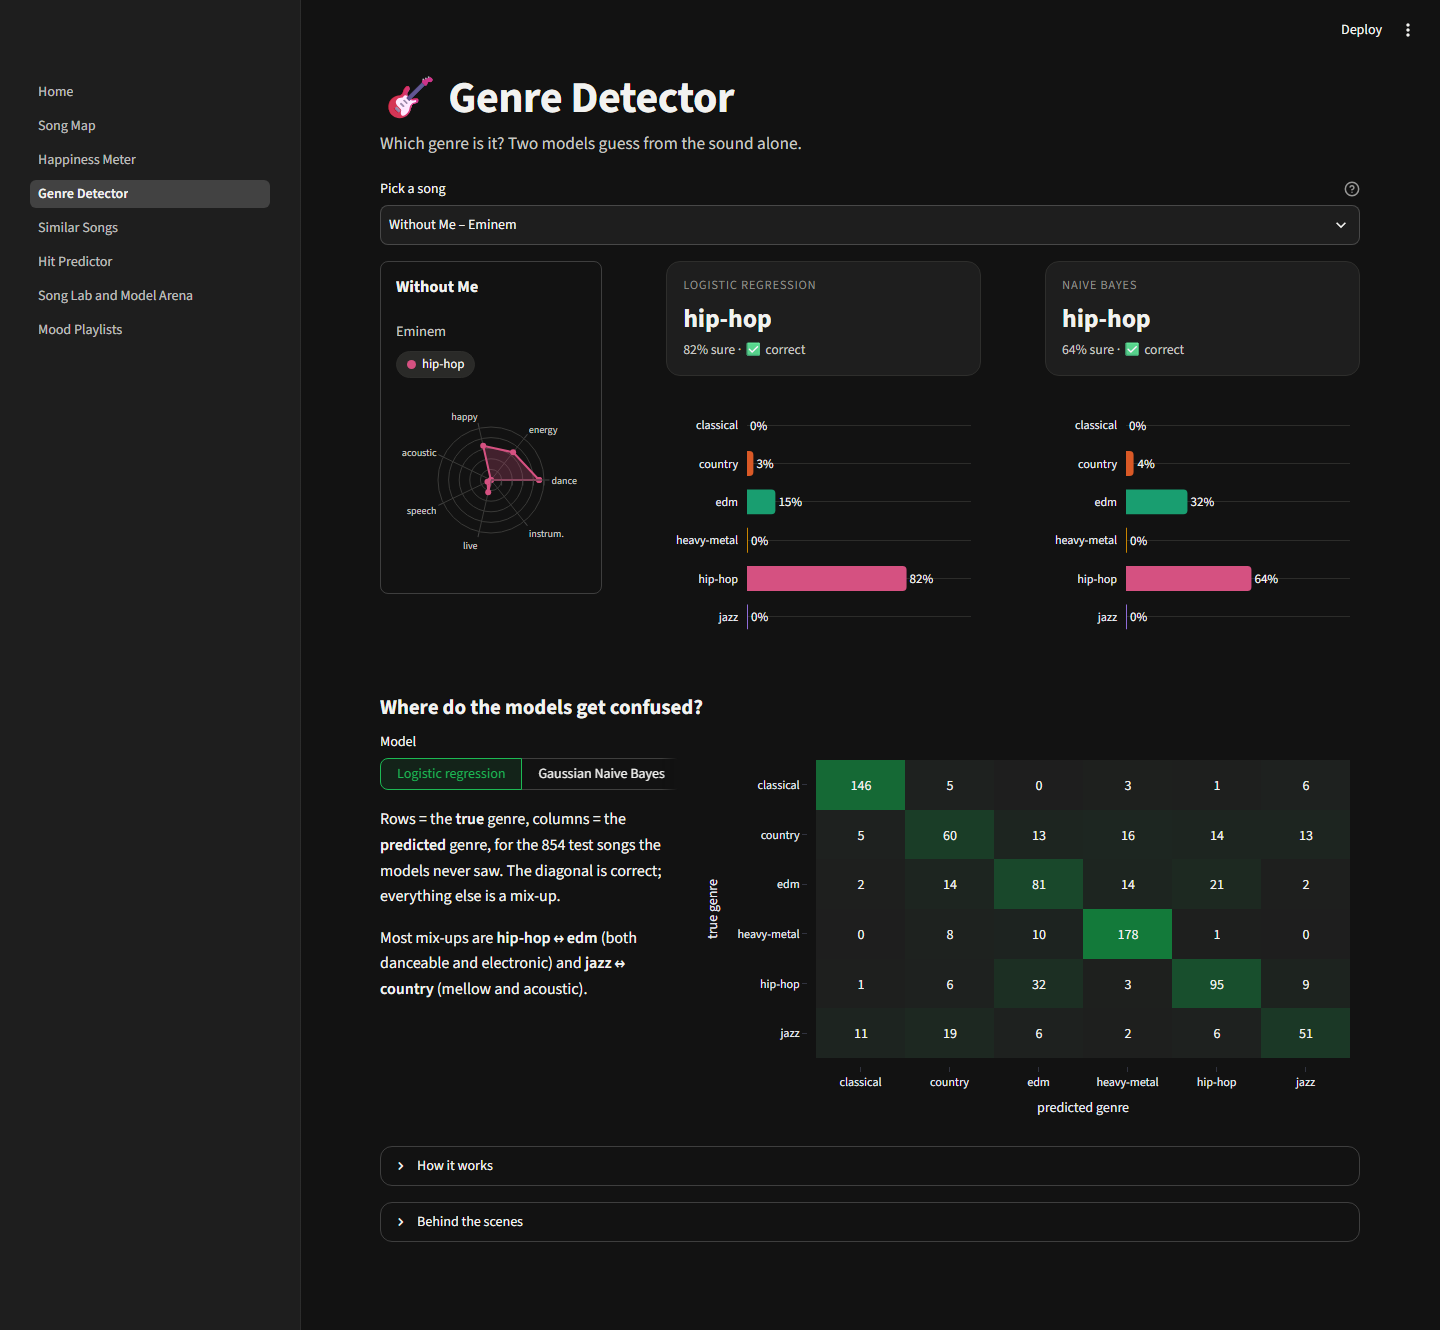 Deploy
Home
Song Map
Happiness Meter
Genre Detector
Similar Songs
Hit Predictor
Song Lab and Model Arena
Mood Playlists
Genre Detector
Which genre is it? Two models guess from the sound alone.
Pick a song
Without Me – Eminem
Without Me
Eminem
hip-hop
happy
energy
acoustic
dance
speech
instrum.
live
LOGISTIC REGRESSION
hip-hop
82% sure · ✅ correct
classical 0%
country 3%
edm 15%
heavy-metal 0%
hip-hop 82%
jazz 0%
NAIVE BAYES
hip-hop
64% sure · ✅ correct
classical 0%
country 4%
edm 32%
heavy-metal 0%
hip-hop 64%
jazz 0%
Where do the models get confused?
Model
Logistic regression
Gaussian Naive Bayes
Rows = the true genre, columns = the
predicted genre, for the 854 test songs the
models never saw. The diagonal is correct;
everything else is a mix-up.
Most mix-ups are hip-hop ↔ edm (both
danceable and electronic) and jazz ↔
country (mellow and acoustic).
true genre
classical 146 5 0 3 1 6
country 5 60 13 16 14 13
edm 2 14 81 14 21 2
heavy-metal 0 8 10 178 1 0
hip-hop 1 6 32 3 95 9
jazz 11 19 6 2 6 51
classical country edm heavy-metal hip-hop jazz
predicted genre
How it works
Behind the scenes